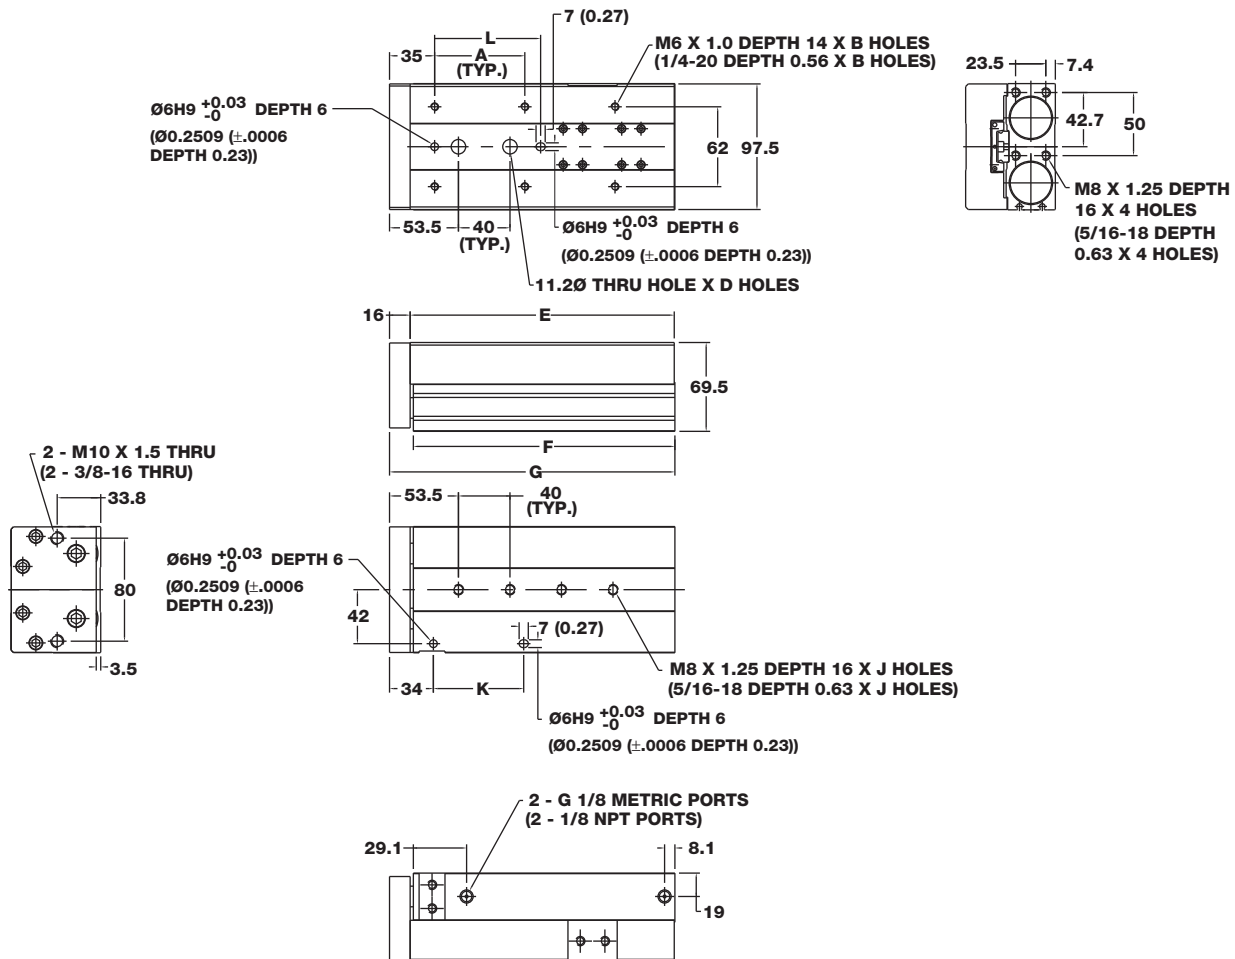 7 (0.27)
L
35
A
(TYP.)
M6 X 1.0 DEPTH 14 X B HOLES
(1/4-20 DEPTH 0.56 X B HOLES)
Ø6H9 +0.03 -0 DEPTH 6
(Ø0.2509 (±.0006
DEPTH 0.23))
62
97.5
53.5
40
(TYP.)
Ø6H9 +0.03 -0 DEPTH 6
(Ø0.2509 (±.0006 DEPTH 0.23))
11.2Ø THRU HOLE X D HOLES
23.5
7.4
42.7
50
M8 X 1.25 DEPTH
16 X 4 HOLES
(5/16-18 DEPTH
0.63 X 4 HOLES)
16
E
69.5
F
G
2 - M10 X 1.5 THRU
(2 - 3/8-16 THRU)
33.8
80
3.5
53.5
40
(TYP.)
Ø6H9 +0.03 -0 DEPTH 6
(Ø0.2509 (±.0006
DEPTH 0.23))
42
7 (0.27)
34
K
M8 X 1.25 DEPTH 16 X J HOLES
(5/16-18 DEPTH 0.63 X J HOLES)
Ø6H9 +0.03 -0 DEPTH 6
(Ø0.2509 (±.0006 DEPTH 0.23))
2 - G 1/8 METRIC PORTS
(2 - 1/8 NPT PORTS)
29.1
8.1
19